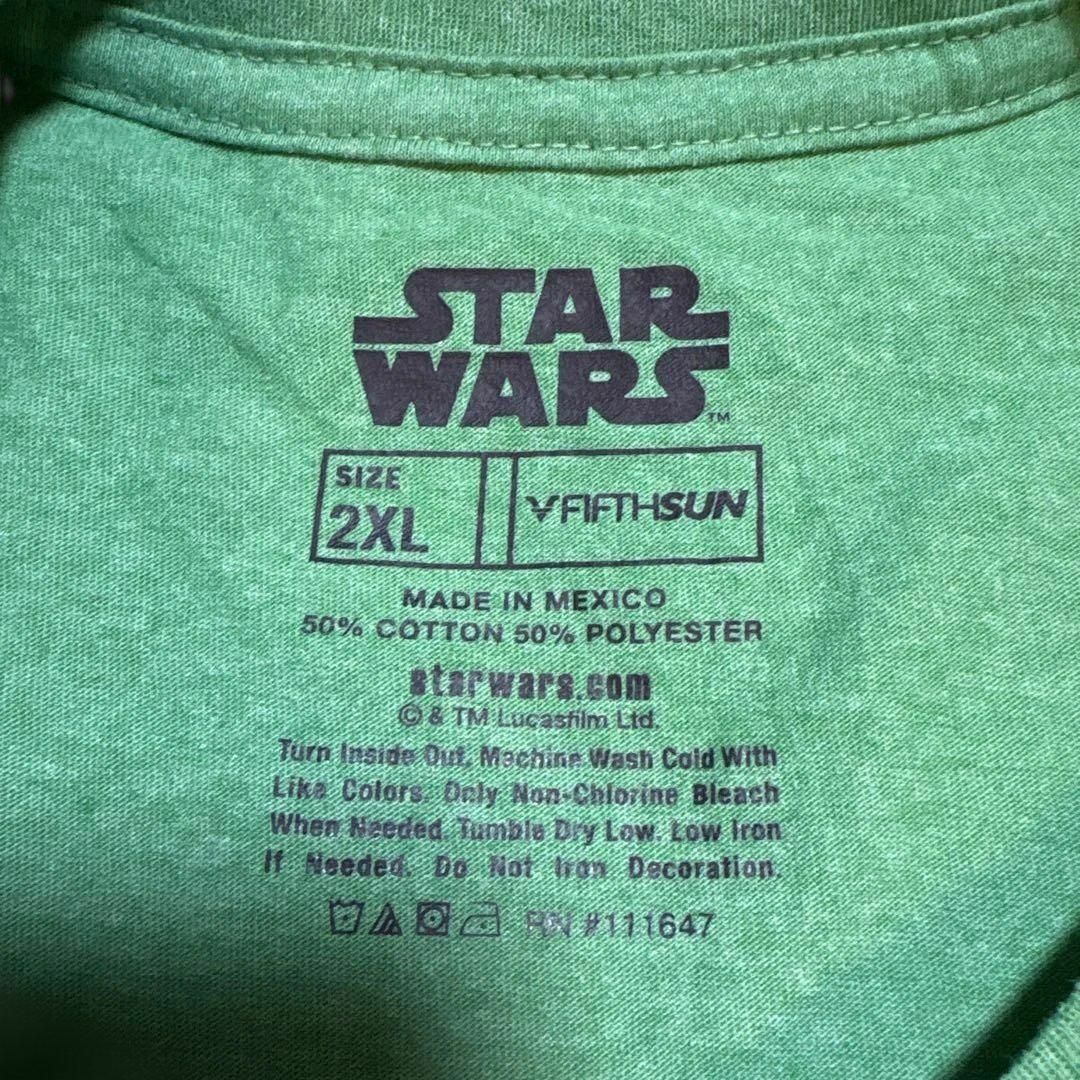 STAR
WARS™
SIZE
2XL
FIFTHSUN
MADE IN MEXICO
50% COTTON 50% POLYESTER
starwars.com
© & TM Lucasfilm Ltd.
Turn Inside Out. Machine Wash Cold With
Like Colors. Only Non-Chlorine Bleach
When Needed. Tumble Dry Low. Low Iron
If Needed. Do Not Iron Decoration.
RN #111647